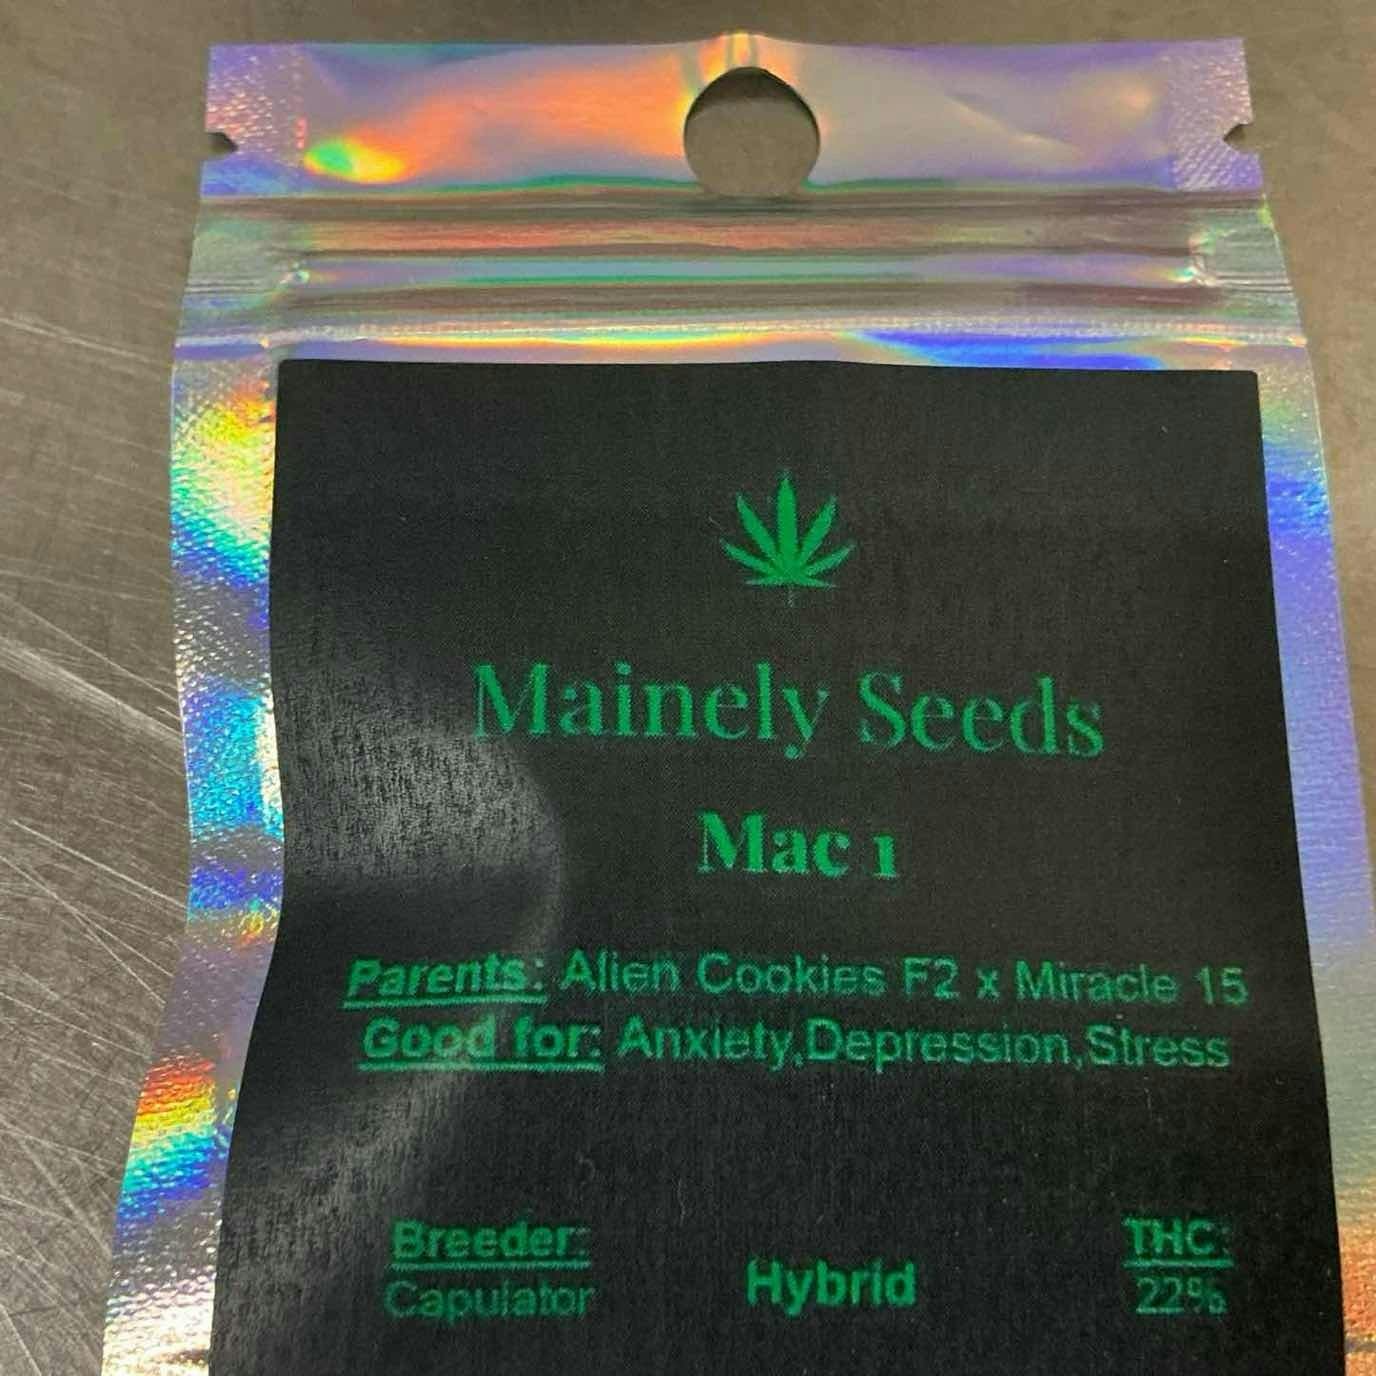 Mainely Seeds
Mac 1
Parents: Alien Cookies F2 x Miracle 15
Good for: Anxiety,Depression,Stress
Breeder:
Capulator
Hybrid
THC:
22%